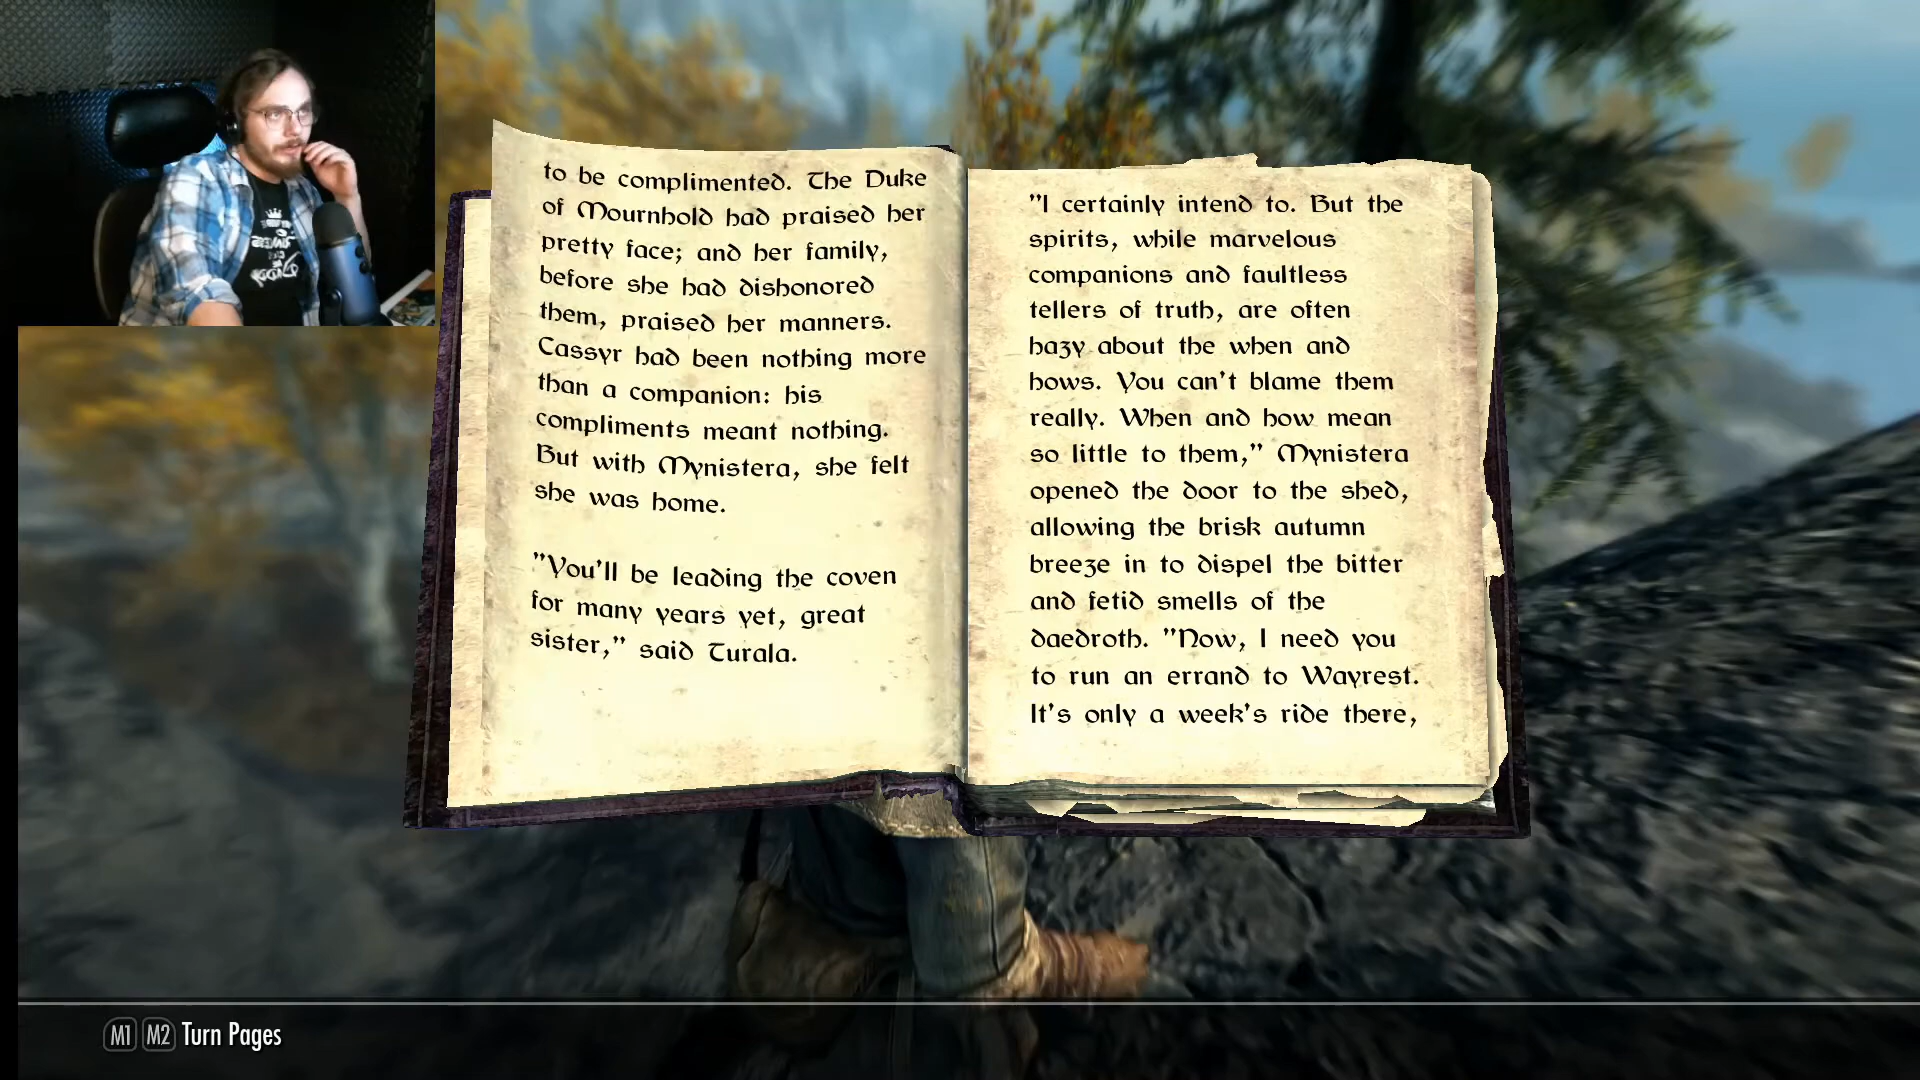 to be complimented. The Duke
of Mournhold had praised her
pretty face; and her family,
before she had dishonored
them, praised her manners.
Cassyr had been nothing more
than a companion: his
compliments meant nothing.
But with Mynistera, she felt
she was home.
"You'll be leading the coven
for many years yet, great
sister," said Turala.
"I certainly intend to. But the
spirits, while marvelous
companions and faultless
tellers of truth, are often
hazy about the when and
hows. You can't blame them
really. When and how mean
so little to them," Mynistera
opened the door to the shed,
allowing the brisk autumn
breeze in to dispel the bitter
and fetid smells of the
daedroth. "Now, I need you
to run an errand to Wayrest.
It's only a week's ride there,
M1 M2 Turn Pages